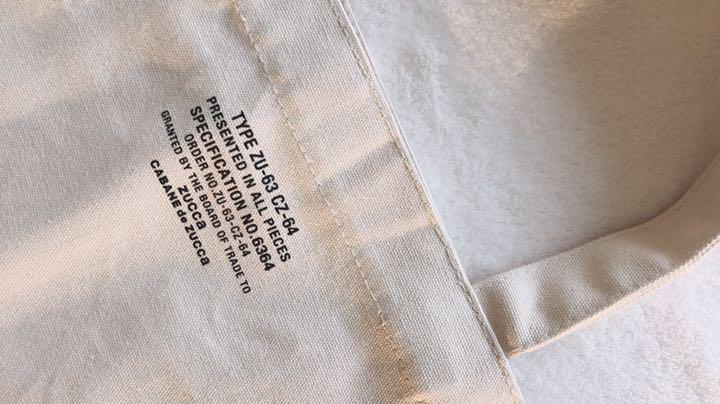 TYPE ZU-63 CZ-64
PRESENTED IN ALL PIECES
SPECIFICATION NO.6364
ORDER NO.ZU-63-CZ-64
GRANTED BY THE BOARD OF TRADE TO
ZUCCa
CABANE de ZUCCa